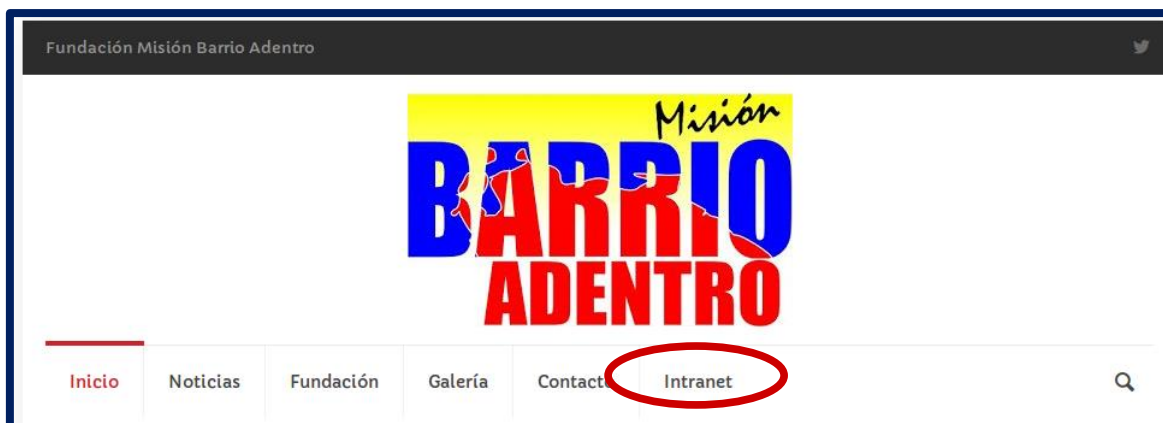 Fundación Misión Barrio Adentro
Misión
BARRIO
ADENTRO
Inicio Noticias Fundación Galería Contacto Intranet